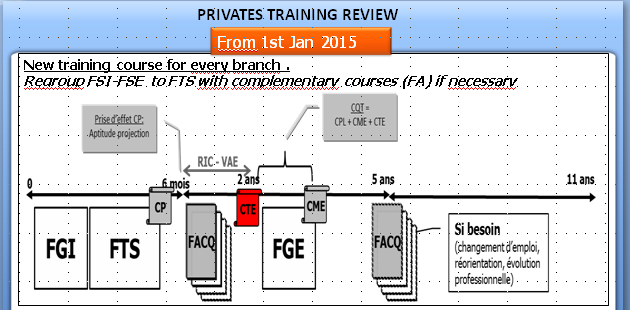 PRIVATES TRAINING REVIEW
From 1st Jan 2015
New training course for every branch .
Regroup FSI-FSE to FTS with complementary courses (FA) if necessary
Prise d'effet CP:
Aptitude projection
CQT =
CPL + CME + CTE
RIC - VAE
0
6 mois
2 ans
5 ans
11 ans
CP
CTE
CME
FGI
FTS
FACQ
FGE
FACQ
Si besoin
(changement d'emploi,
réorientation, évolution
professionnelle)